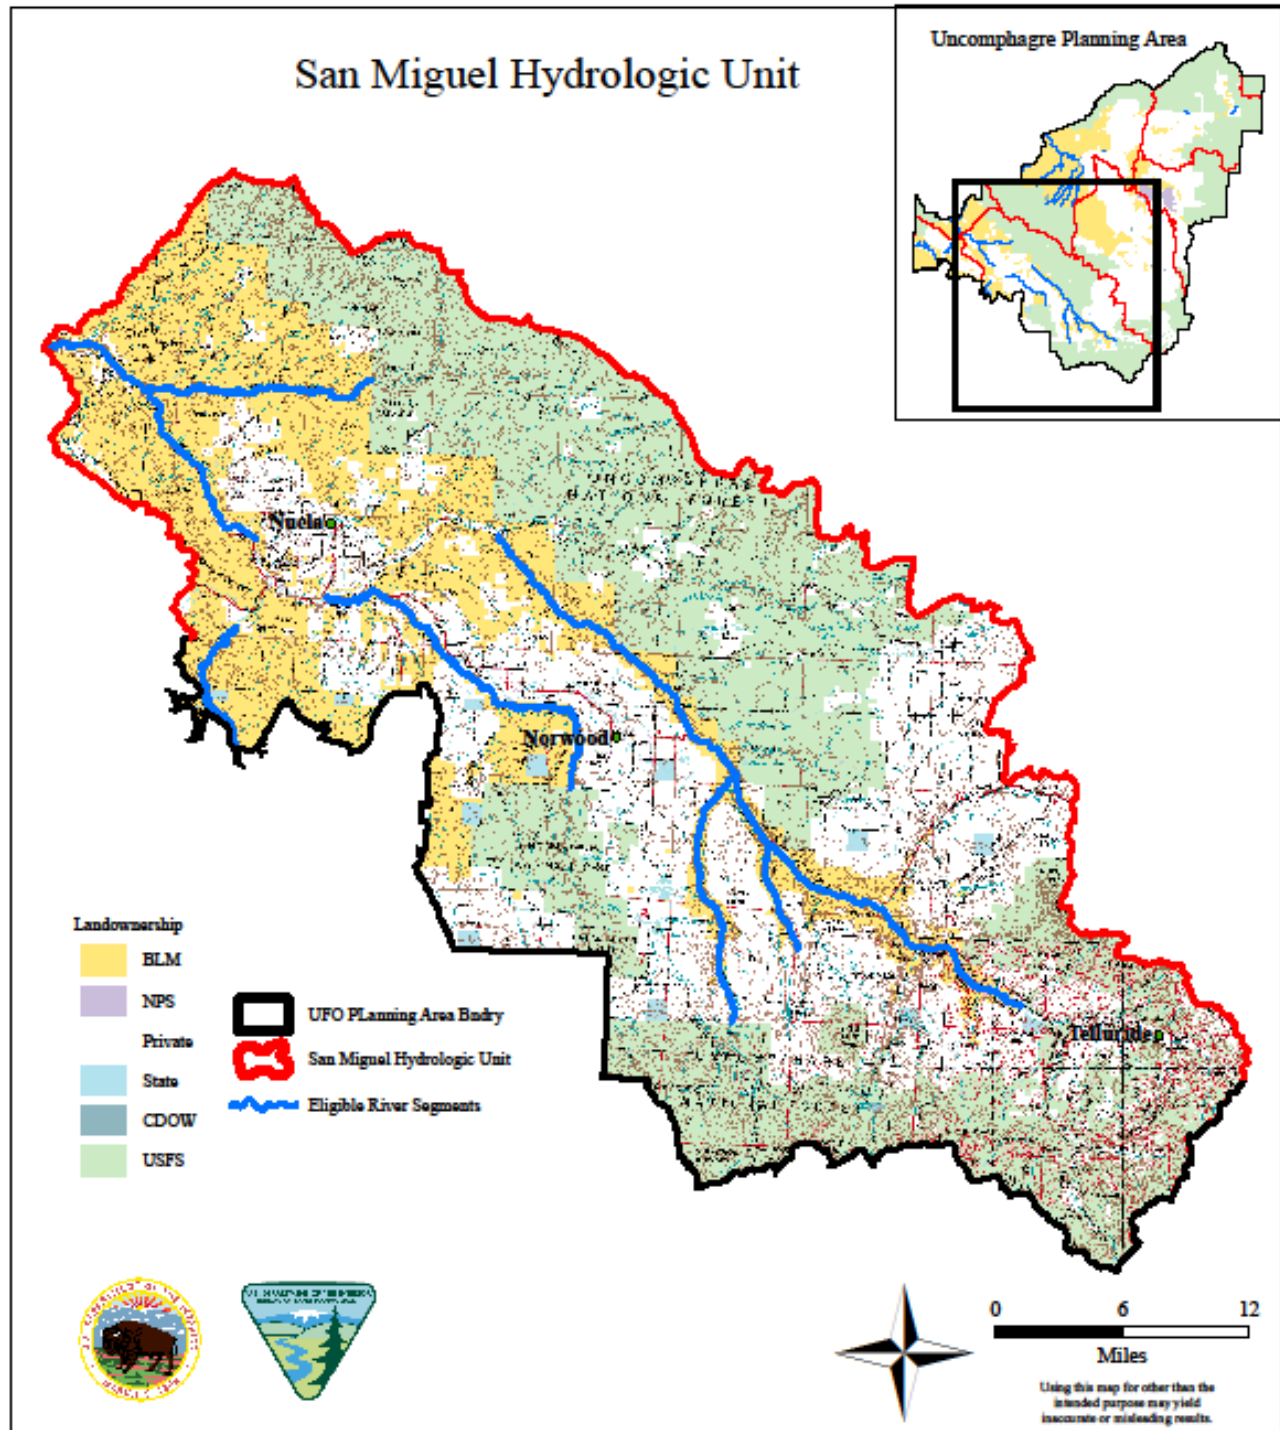 San Miguel Hydrologic Unit
Uncomphagre Planning Area
Nucla
Norwood
Telluride
Landownership
BLM
NPS
Private
State
CDOW
USFS
UFO PLanning Area Bndry
San Miguel Hydrologic Unit
Eligible River Segments
0 6 12
Miles
Using this map for other than the
intended purpose may yield
inaccurate or misleading results.